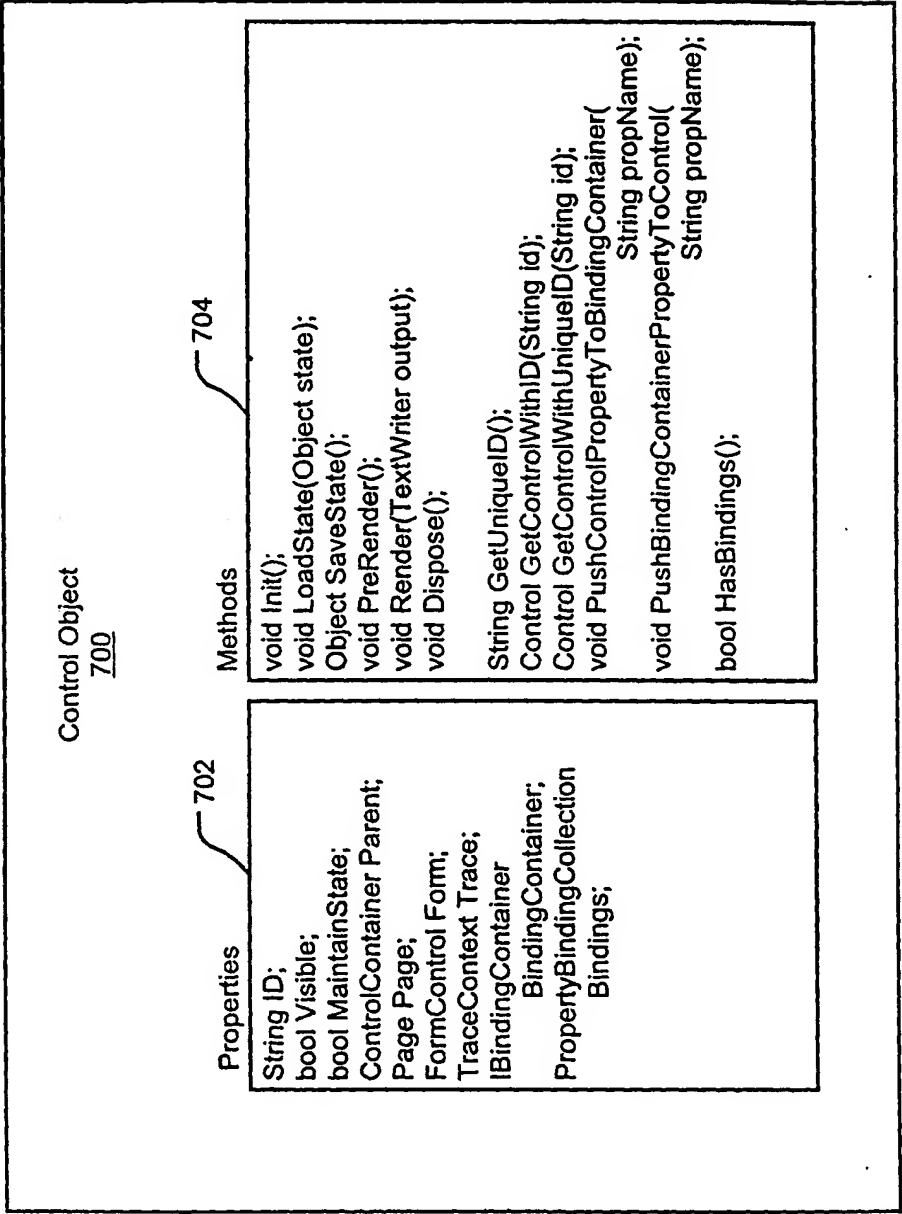 Control Object
700
702
Properties
String ID;
bool Visible;
bool MaintainState;
ControlContainer Parent;
Page Page;
FormControl Form;
TraceContext Trace;
IBindingContainer
BindingContainer;
PropertyBindingCollection
Bindings;
704
Methods
void Init();
void LoadState(Object state);
Object SaveState();
void PreRender();
void Render(TextWriter output);
void Dispose();
String GetUniqueID();
Control GetControlWithID(String id);
Control GetControlWithUniqueID(String id);
void PushControlPropertyToBindingContainer(
String propName);
void PushBindingContainerPropertyToControl(
String propName);
bool HasBindings();